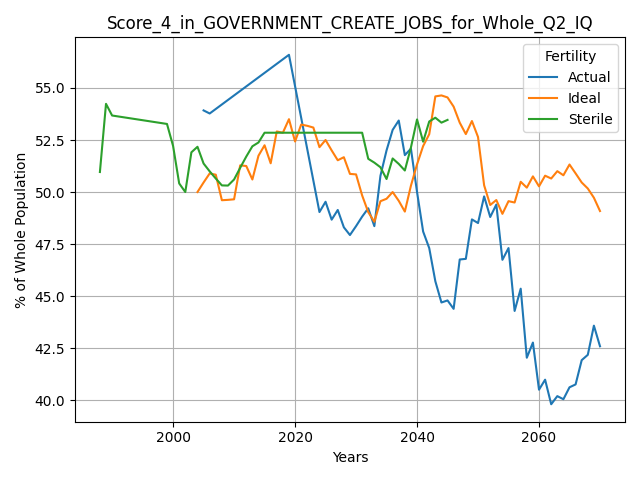 Score_4_in_GOVERNMENT_CREATE_JOBS_for_Whole_Q2_IQ
Fertility
Actual
Ideal
Sterile
% of Whole Population
55.0
52.5
50.0
47.5
45.0
42.5
40.0
2000
2020
2040
2060
Years